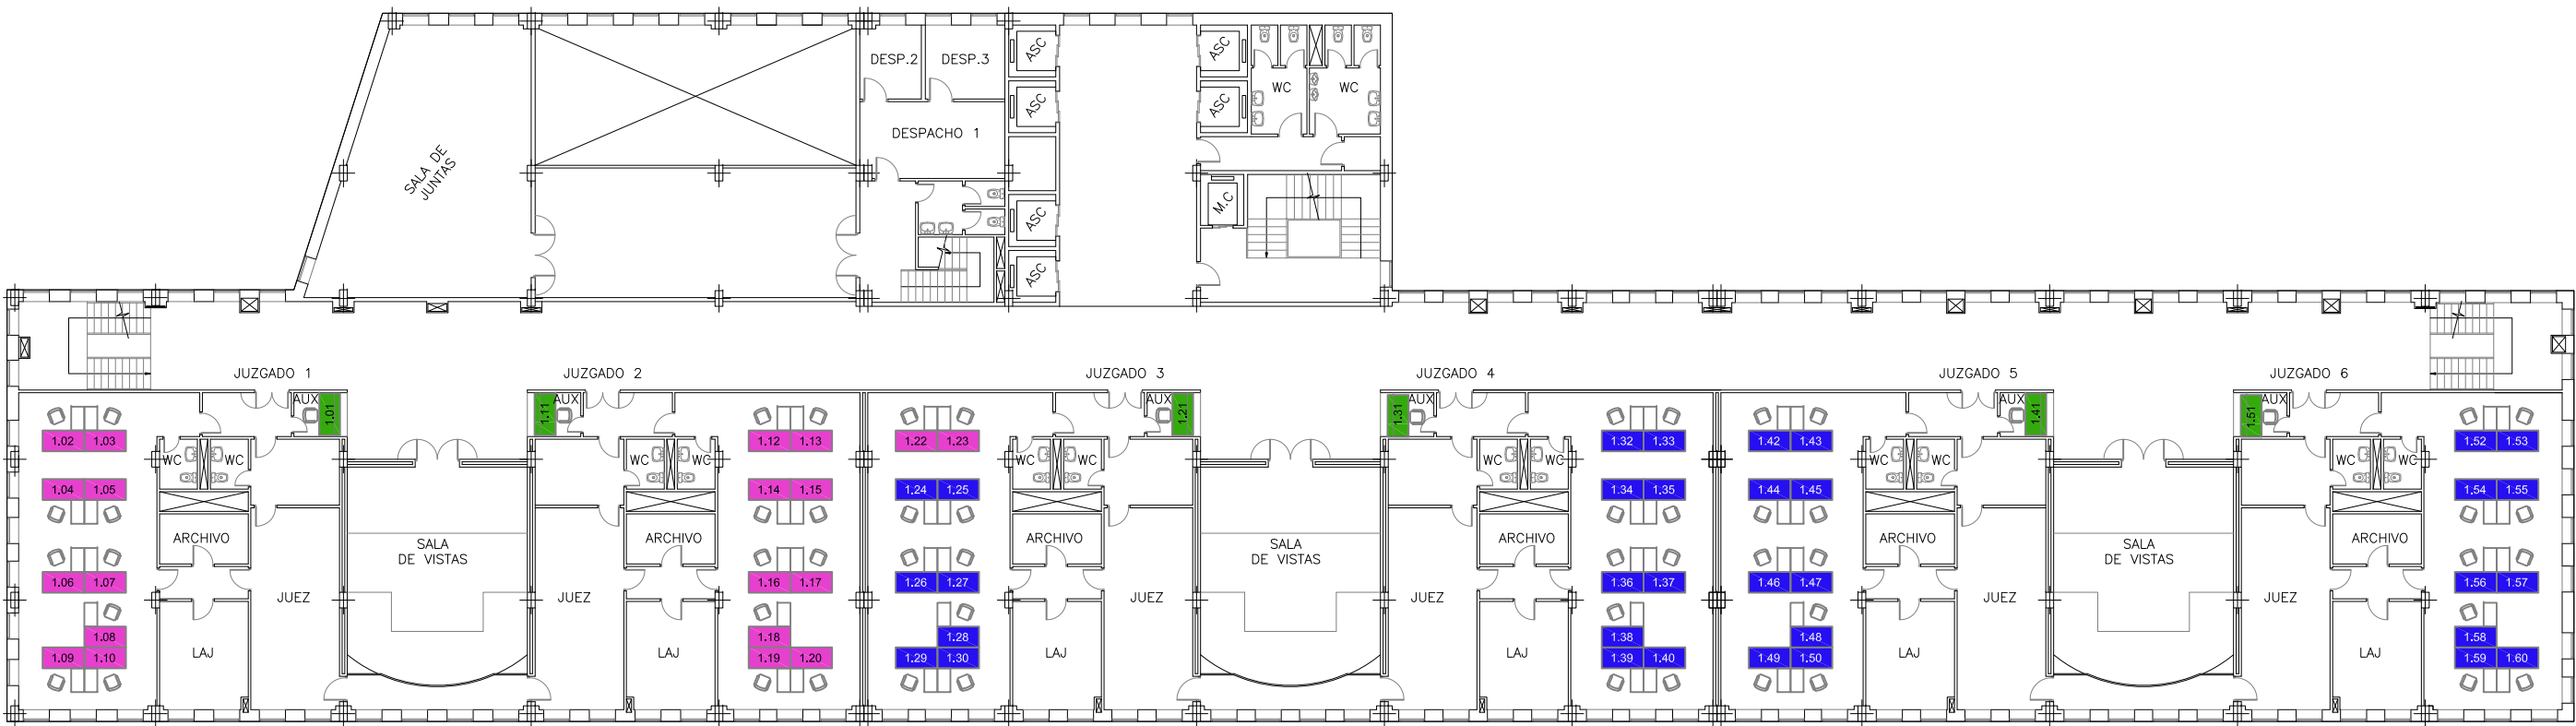 DESP.2
DESP.3
ASC
ASC
WC
WC
ASC
ASC
DESPACHO 1
SALA DE
JUNTAS
ASC
M.C
ASC
JUZGADO 1
JUZGADO 2
JUZGADO 3
JUZGADO 4
JUZGADO 5
JUZGADO 6
AUX
1.01
1.11
AUX
AUX
1.21
1.31
AUX
AUX
1.41
1.51
AUX
1.02 1.03
1.12 1.13
1.22 1.23
1.32 1.33
1.42 1.43
1.52 1.53
WC
WC
WC
WC
WC
WC
WC
WC
WC
WC
WC
WC
1.04 1.05
1.14 1.15
1.24 1.25
1.34 1.35
1.44 1.45
1.54 1.55
ARCHIVO
SALA
DE VISTAS
ARCHIVO
ARCHIVO
SALA
DE VISTAS
ARCHIVO
ARCHIVO
SALA
DE VISTAS
ARCHIVO
1.06 1.07
1.16 1.17
1.26 1.27
1.36 1.37
1.46 1.47
1.56 1.57
JUEZ
JUEZ
JUEZ
JUEZ
JUEZ
JUEZ
1.08
1.18
1.28
1.38
1.48
1.58
1.09 1.10
LAJ
LAJ
1.19 1.20
1.29 1.30
LAJ
LAJ
1.39 1.40
1.49 1.50
LAJ
LAJ
1.59 1.60